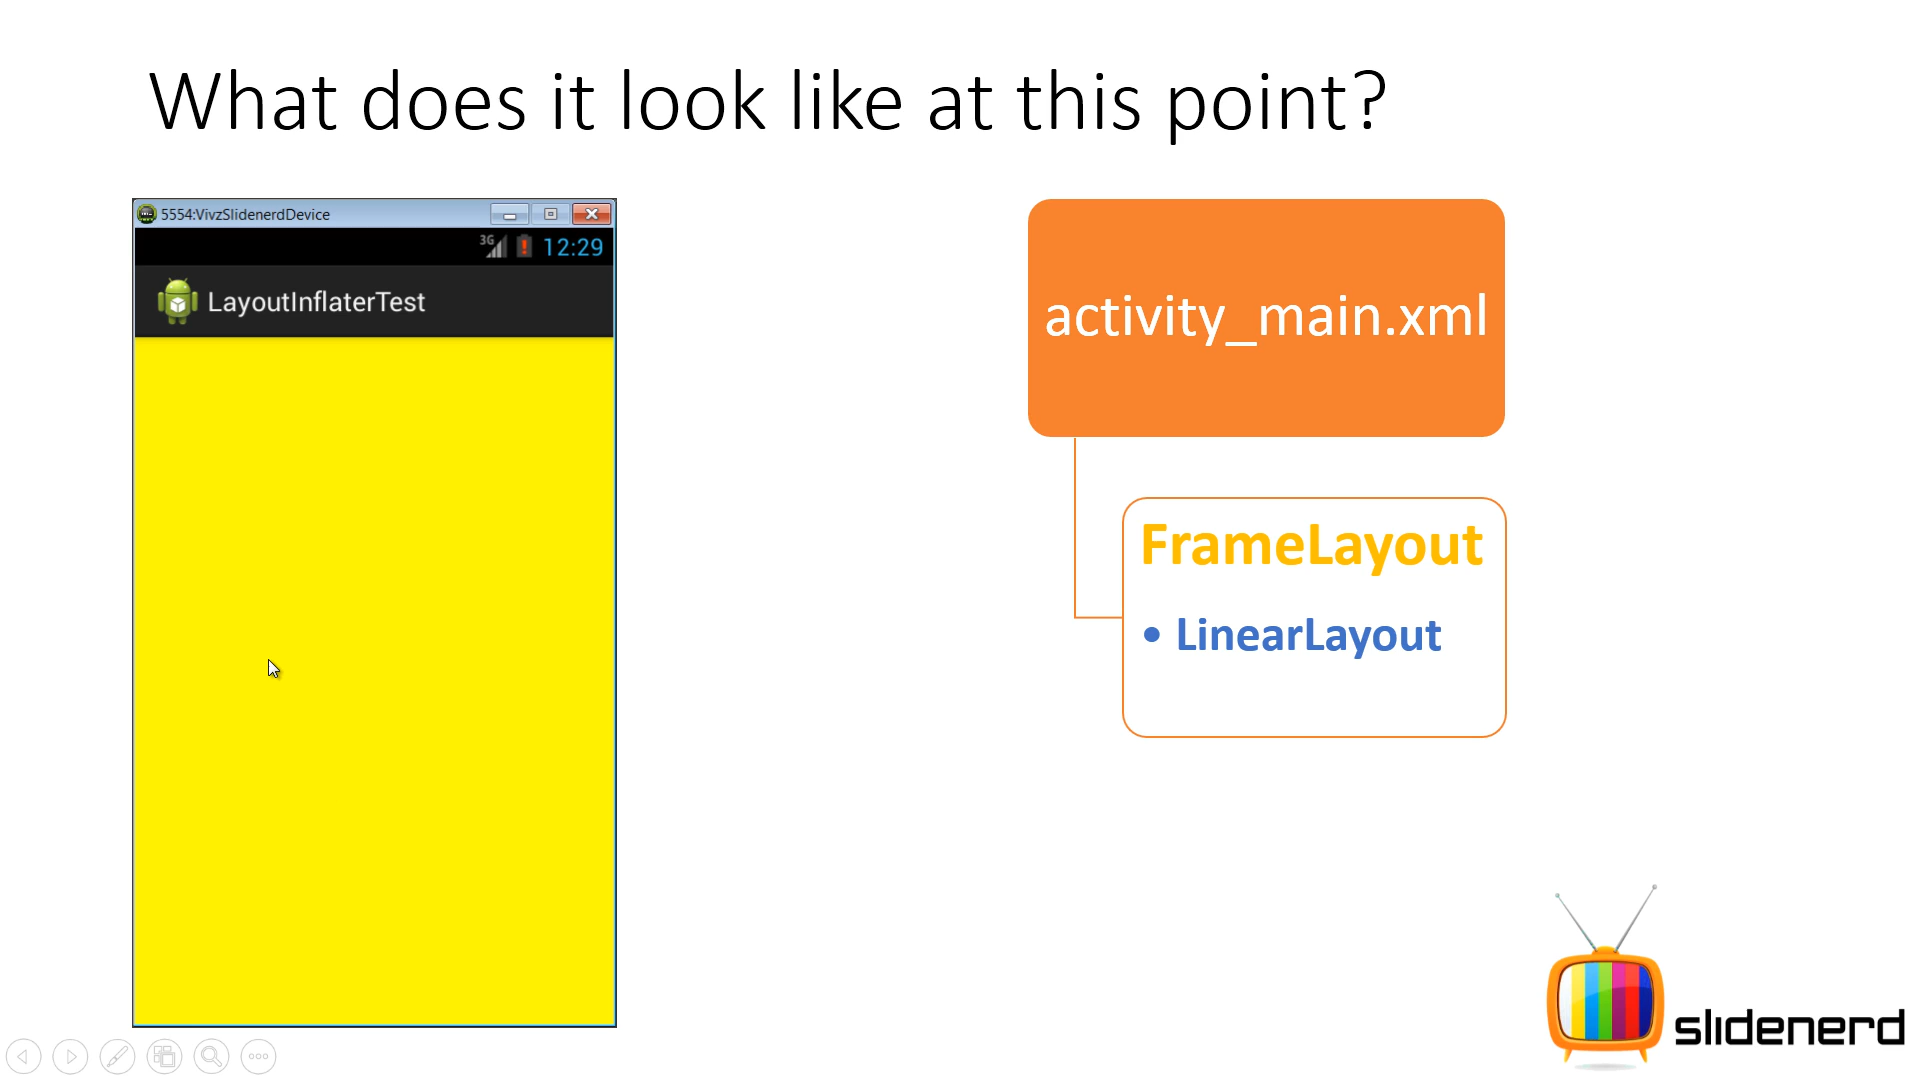 What does it look like at this point?
5554:VivzSlidenerdDevice
3G 12:29
LayoutInflaterTest
activity_main.xml
FrameLayout
• LinearLayout
slidenerd